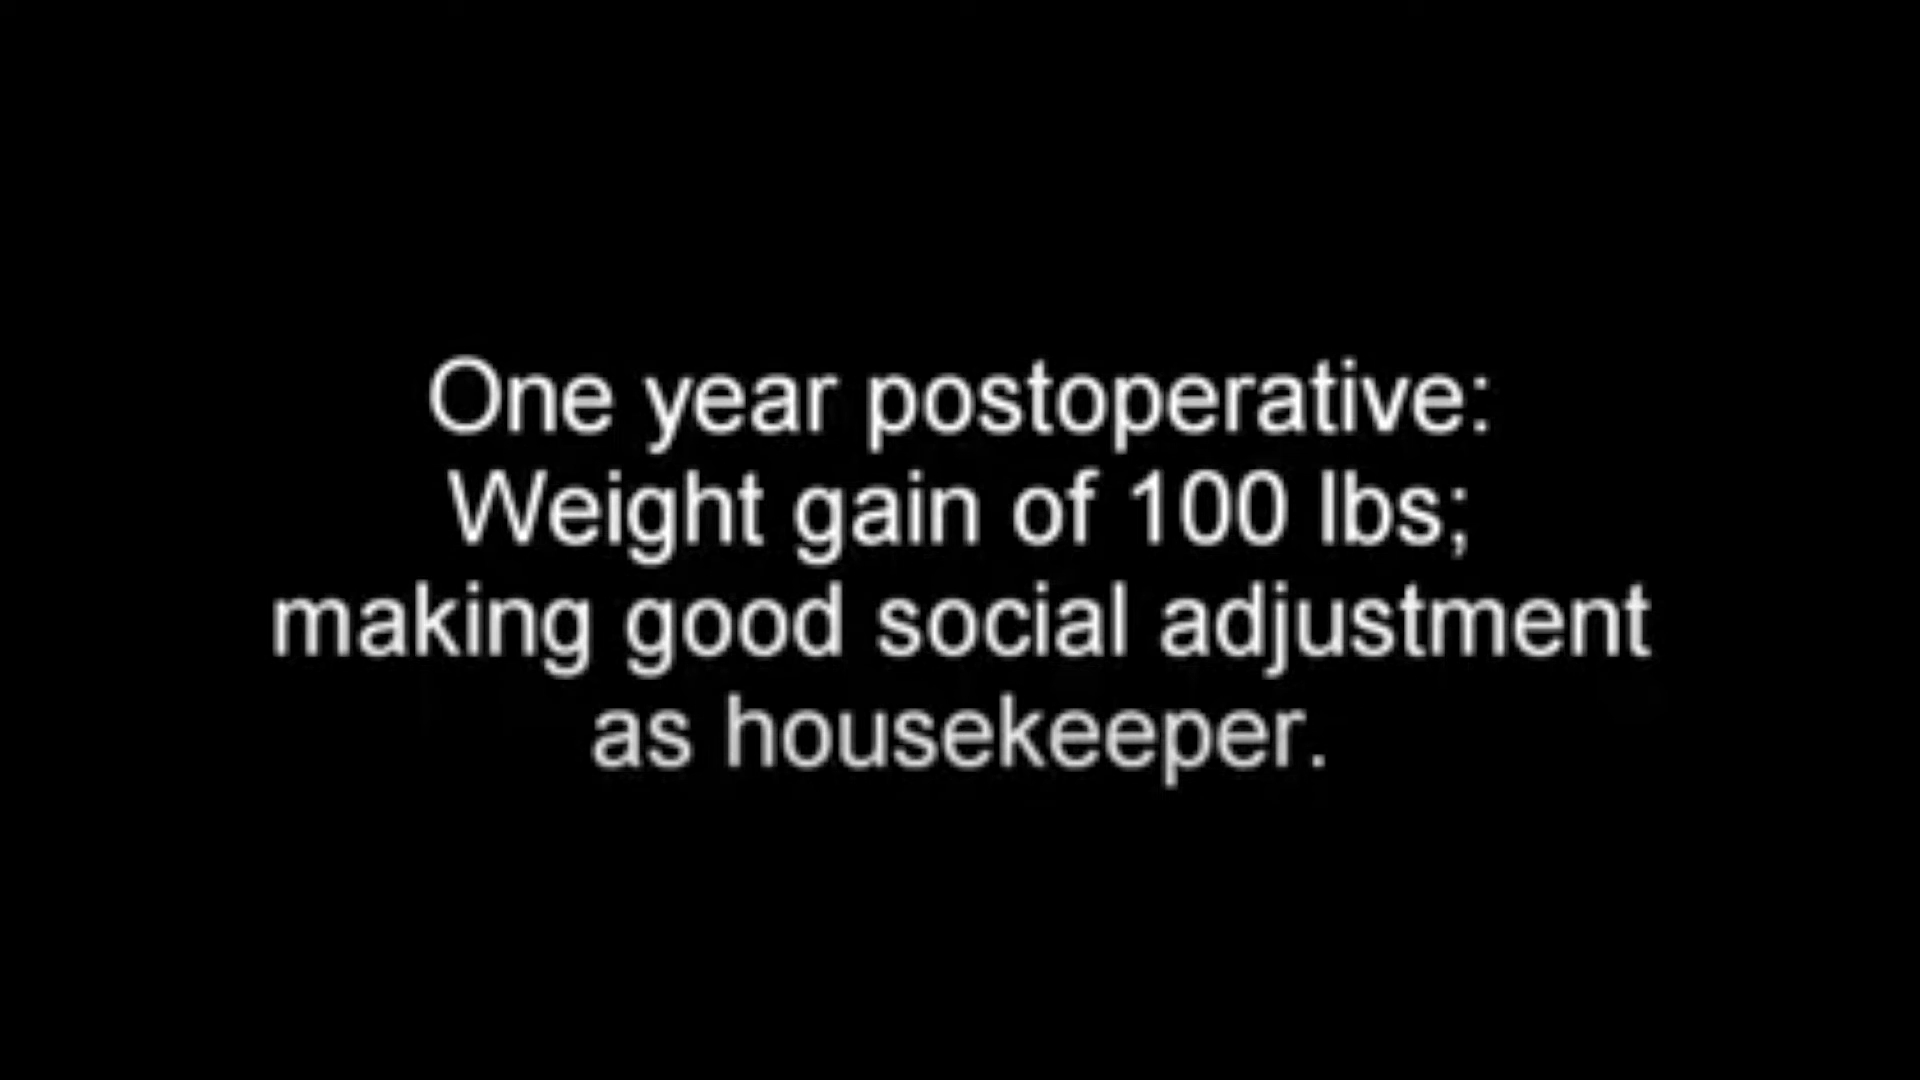 One year postoperative:
Weight gain of 100 lbs;
making good social adjustment
as housekeeper.